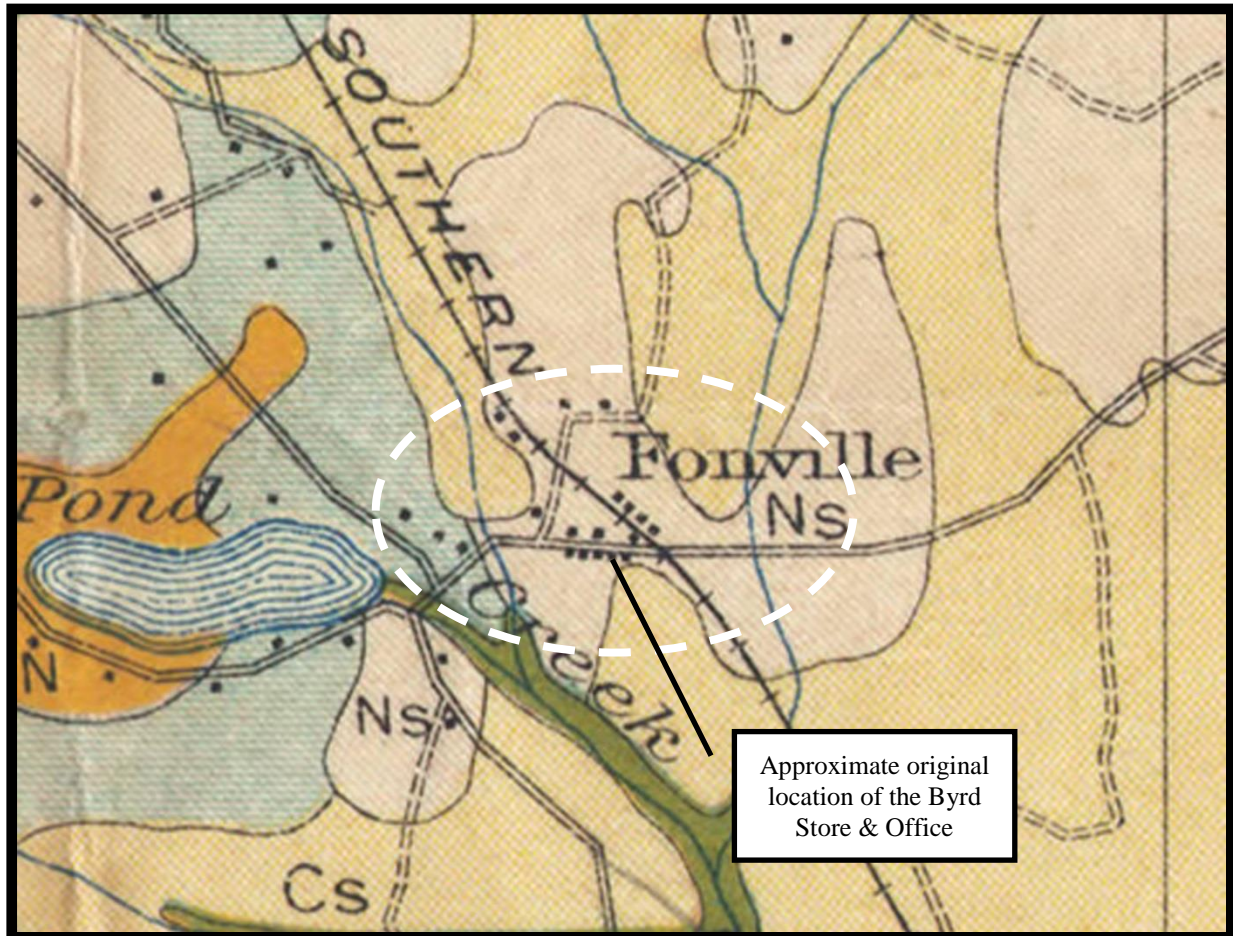 SOUTHERN
Fonville
Ns
Pond
Creek
N
Ns
Cs
Approximate original
location of the Byrd
Store & Office